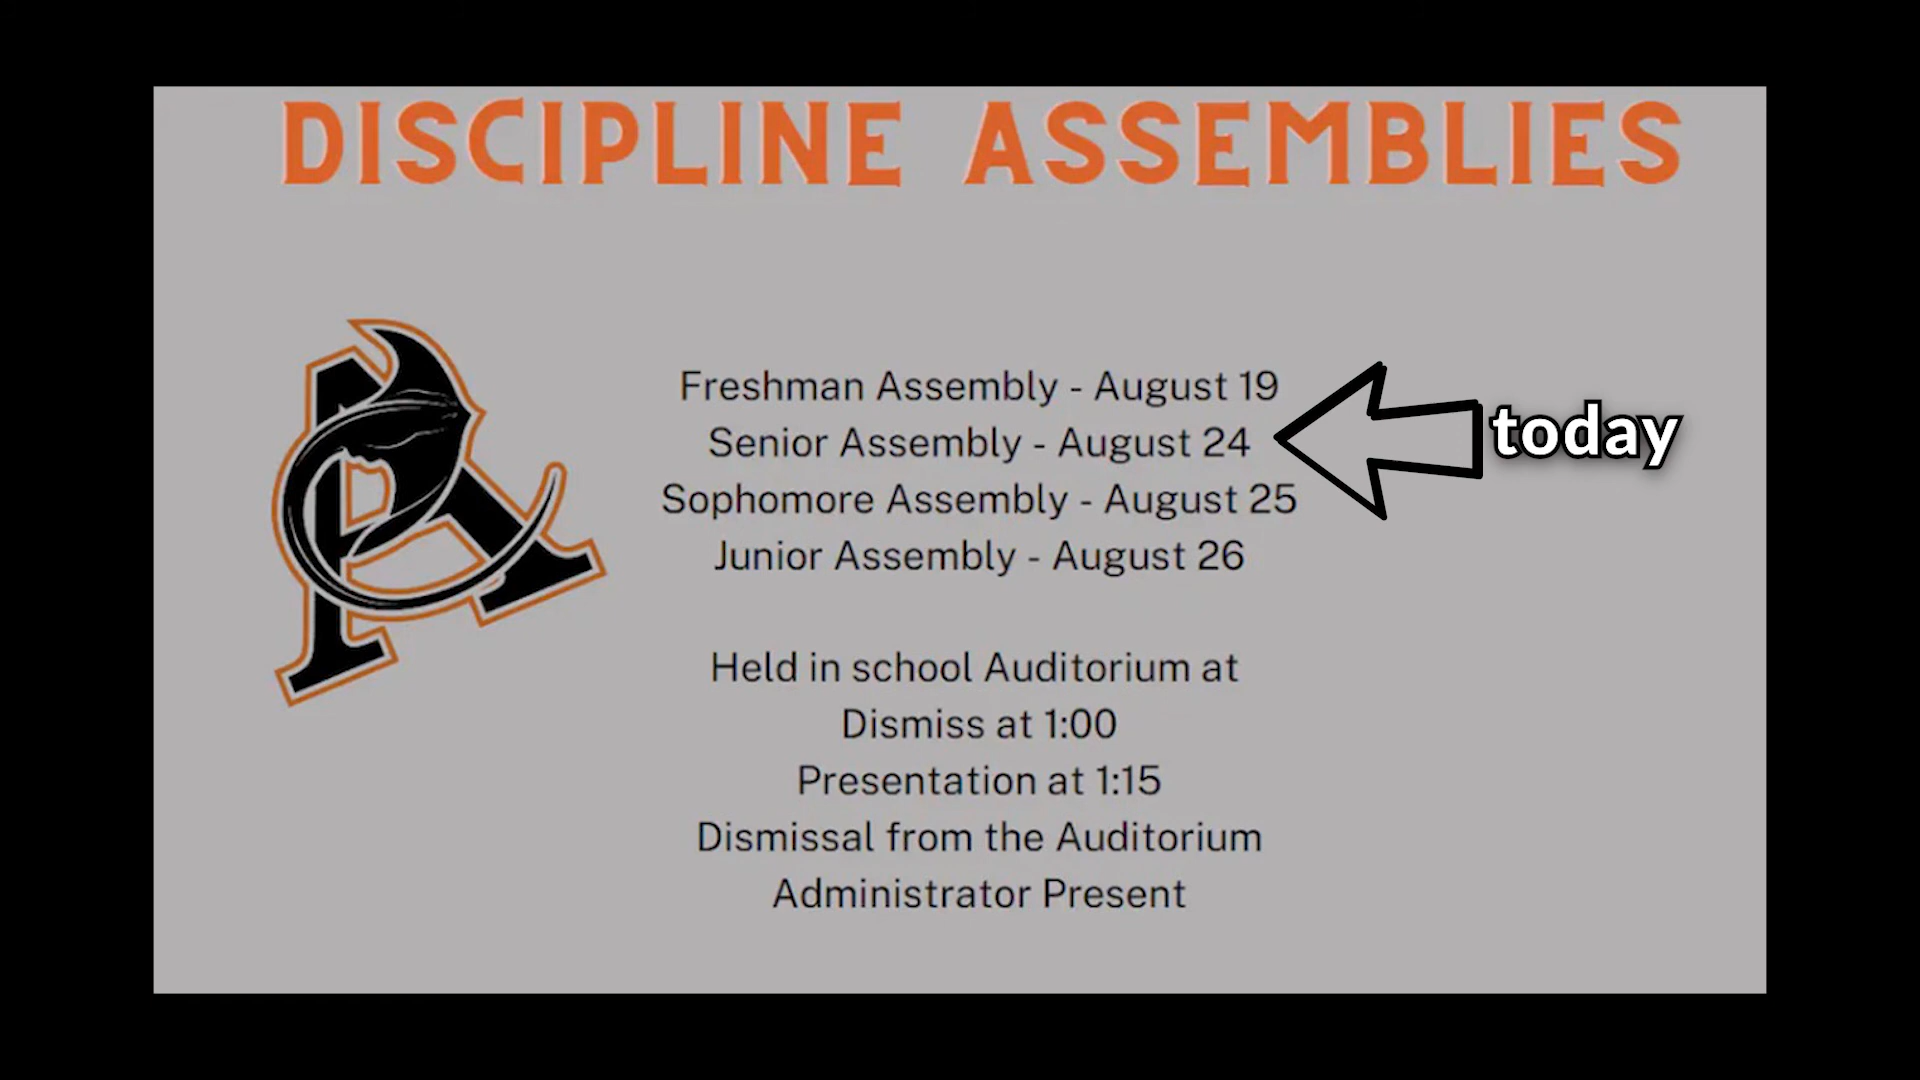 DISCIPLINE ASSEMBLIES
Freshman Assembly - August 19
Senior Assembly - August 24
today
Sophomore Assembly - August 25
Junior Assembly - August 26
Held in school Auditorium at
Dismiss at 1:00
Presentation at 1:15
Dismissal from the Auditorium
Administrator Present
A